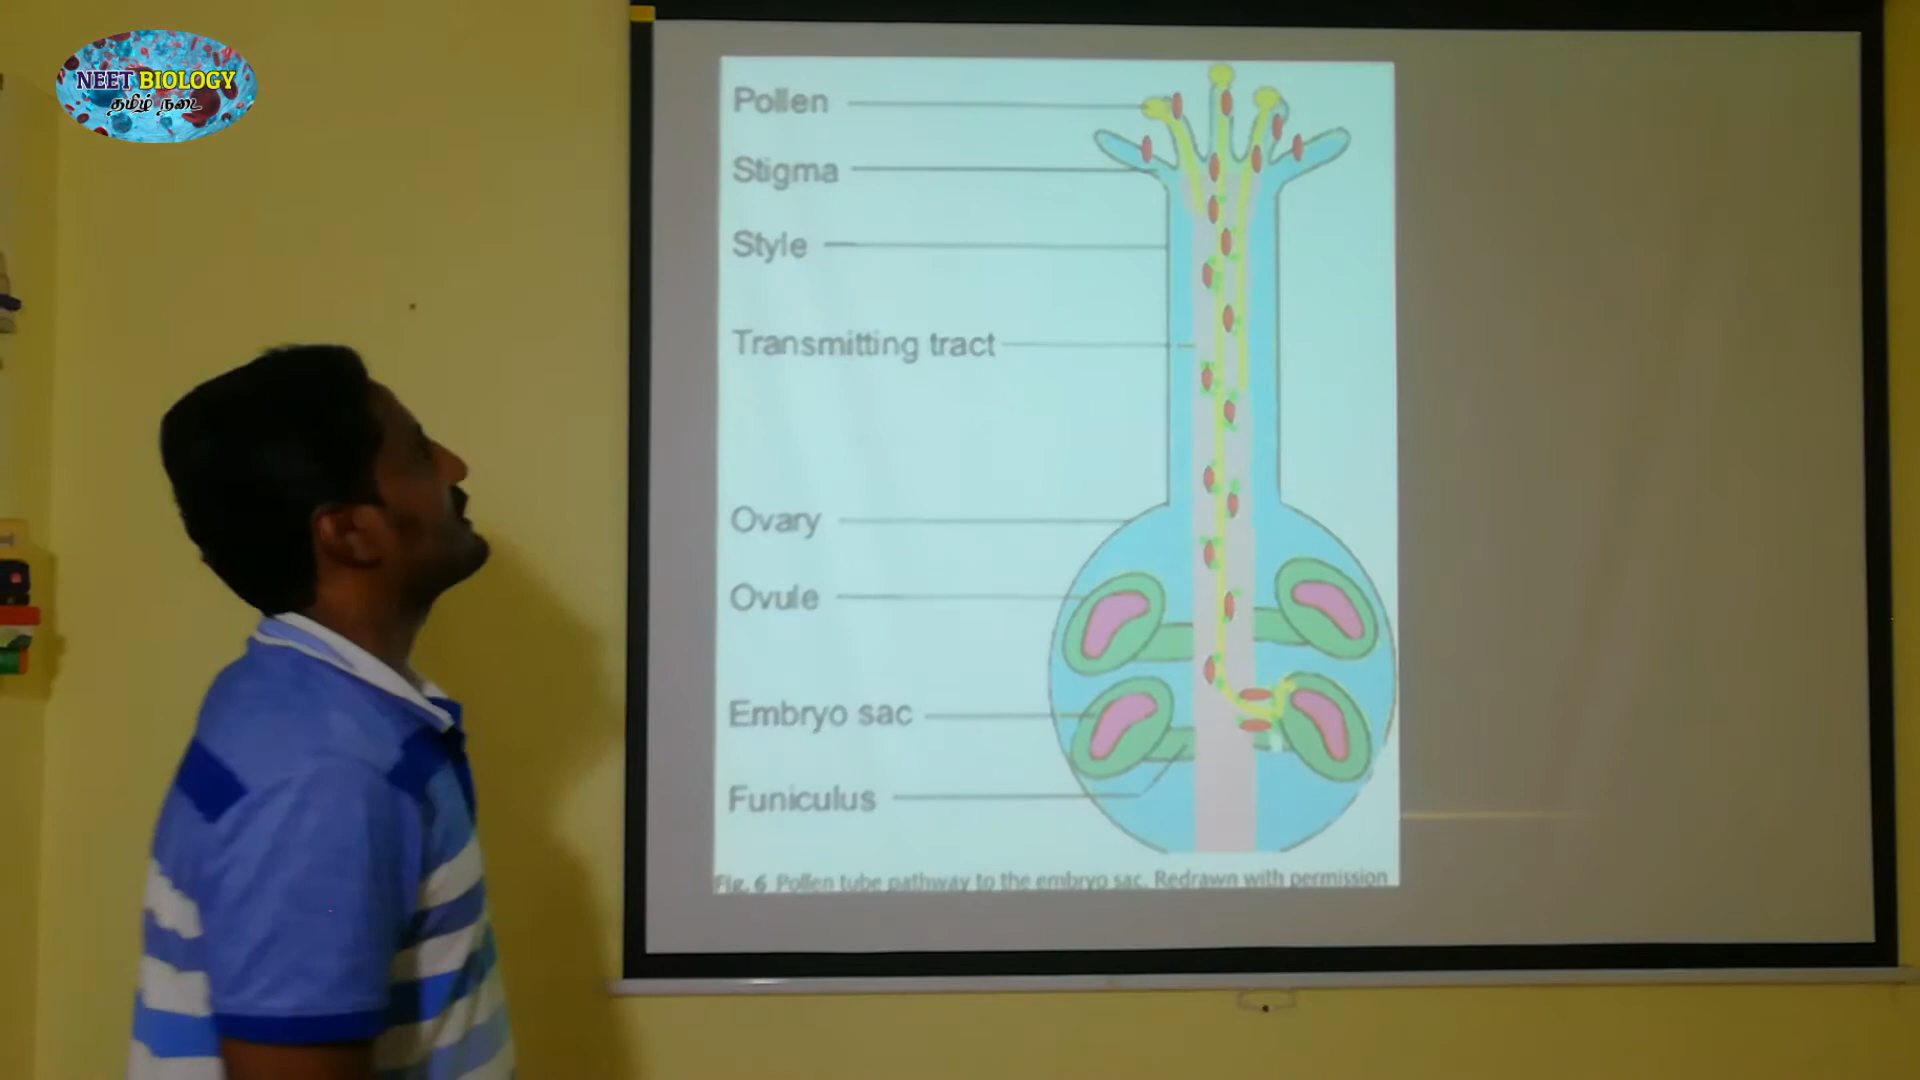 NEET BIOLOGY
தமிழ் நடை
Pollen
Stigma
Style
Transmitting tract
Ovary
Ovule
Embryo sac
Funiculus
Fig. 6 Pollen tube pathway to the embryo sac. Redrawn with permission